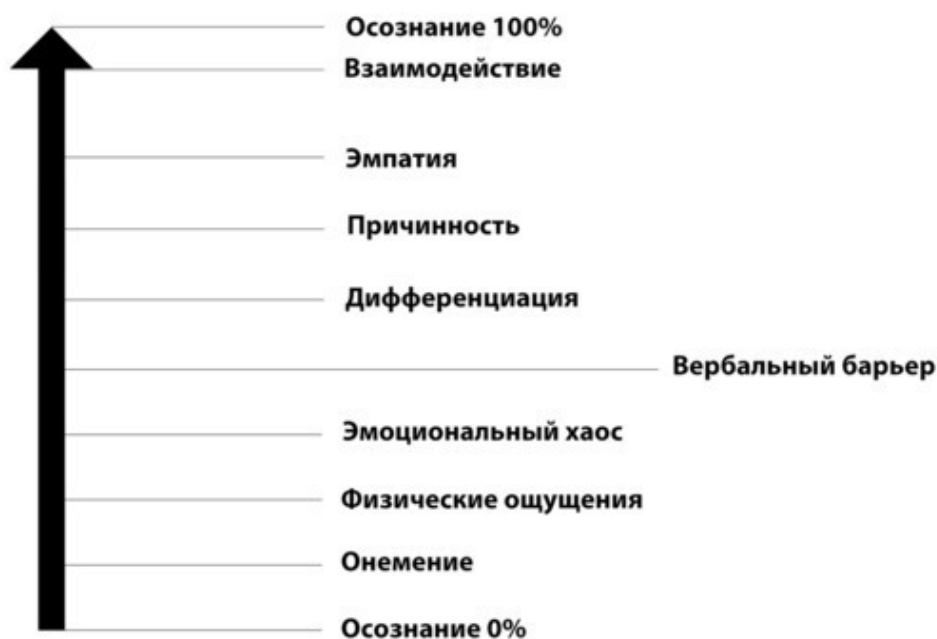 Осознание 100%
Взаимодействие
Эмпатия
Причинность
Дифференциация
Вербальный барьер
Эмоциональный хаос
Физические ощущения
Онемение
Осознание 0%